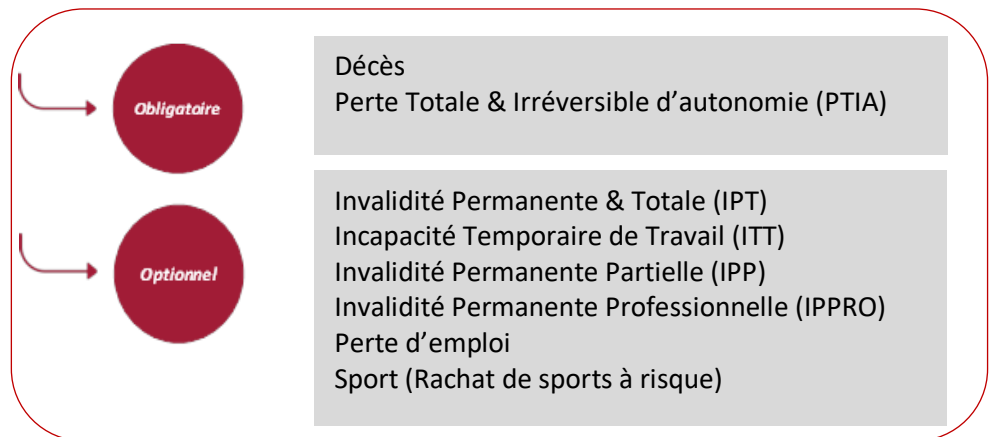 Obligatoire
Décès
Perte Totale & Irréversible d’autonomie (PTIA)
Optionnel
Invalidité Permanente & Totale (IPT)
Incapacité Temporaire de Travail (ITT)
Invalidité Permanente Partielle (IPP)
Invalidité Permanente Professionnelle (IPPRO)
Perte d’emploi
Sport (Rachat de sports à risque)